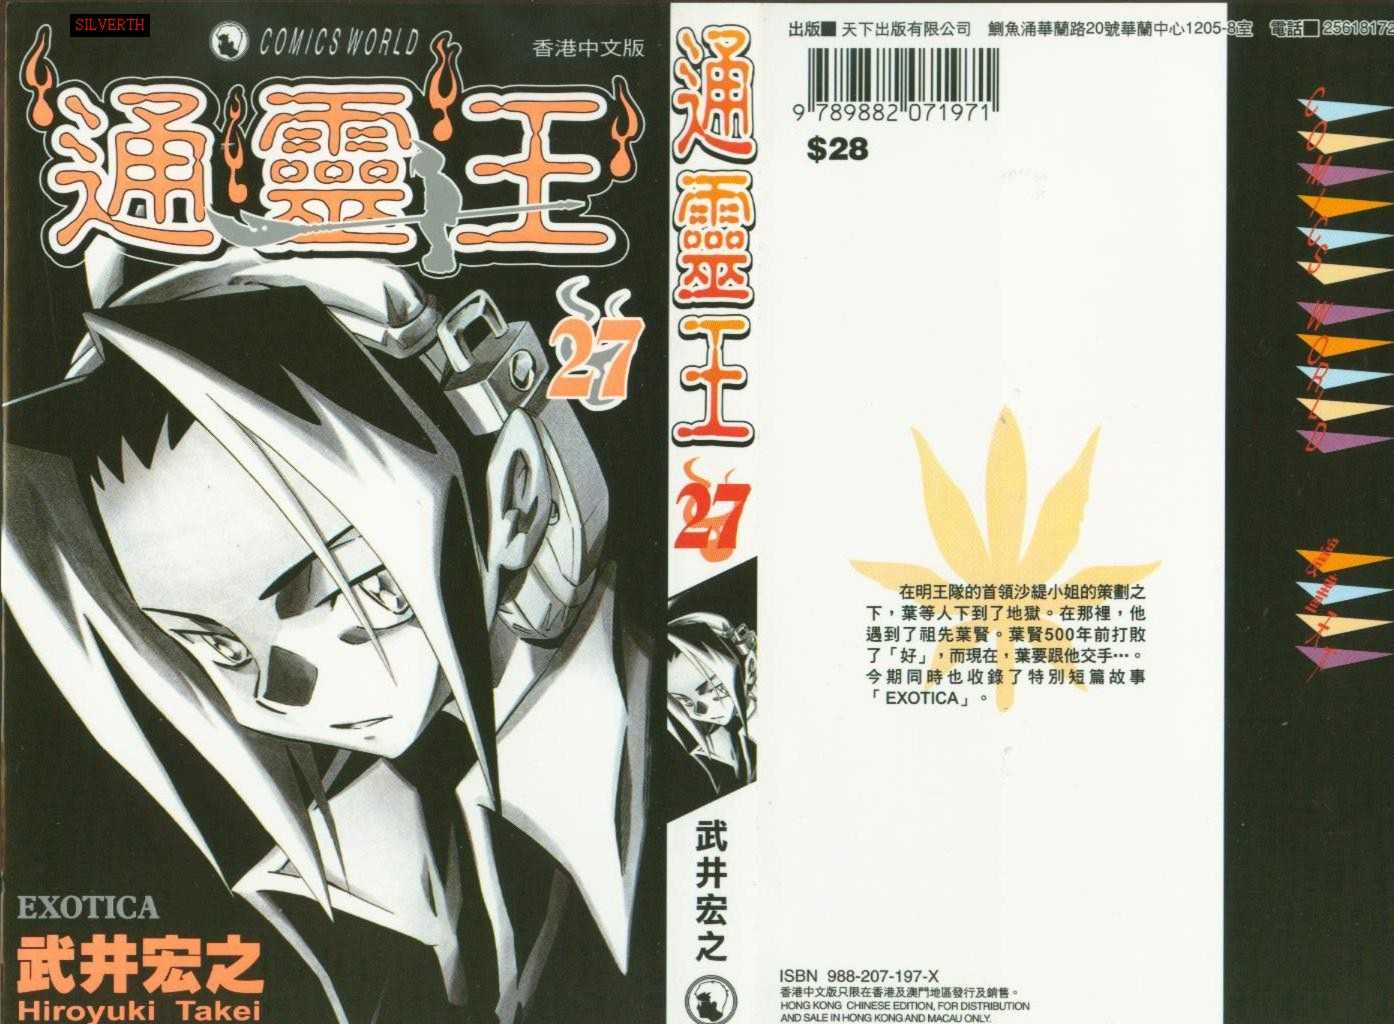 SILVERTH
COMICS WORLD
香港中文版
通靈王
27
EXOTICA
武井宏之
Hiroyuki Takei
通靈王
27
武井宏之
出版■ 天下出版有限公司 鰂魚涌華蘭路20號華蘭中心1205-8室 電話■ 25618172
9 789882 071971
$28
在明王隊的首領沙緹小姐的策劃之
下，葉等人下到了地獄。在那裡，他
遇到了祖先葉賢。葉賢500年前打敗
了「好」，而現在，葉要跟他交手…。
今期同時也收錄了特別短篇故事
「EXOTICA」。
ISBN 988-207-197-X
香港中文版只限在香港及澳門地區發行及銷售。
HONG KONG CHINESE EDITION, FOR DISTRIBUTION
AND SALE IN HONG KONG AND MACAU ONLY.
COMICS WORLD